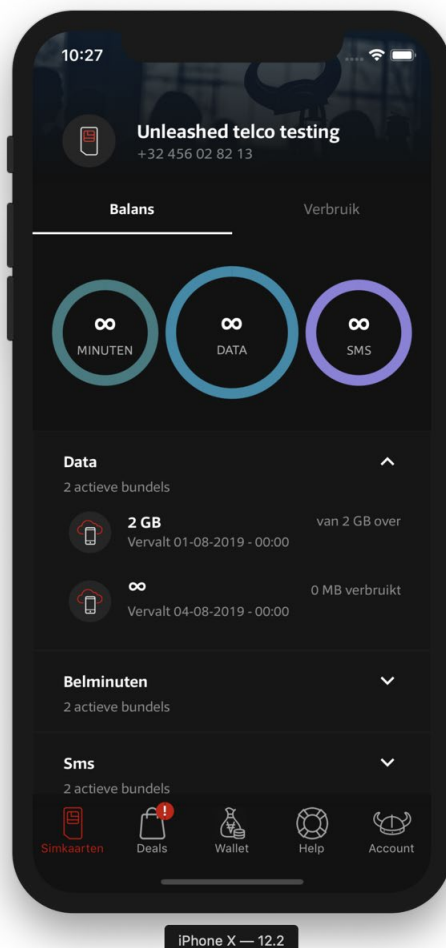 10:27
Unleashed telco testing
+32 456 02 82 13
Balans
Verbruik
∞
MINUTEN
∞
DATA
∞
SMS
Data
2 actieve bundels
2 GB
van 2 GB over
Vervalt 01-08-2019 - 00:00
∞
0 MB verbruikt
Vervalt 04-08-2019 - 00:00
Belminuten
2 actieve bundels
Sms
2 actieve bundels
!
Simkaarten
Deals
Wallet
Help
Account
iPhone X — 12.2